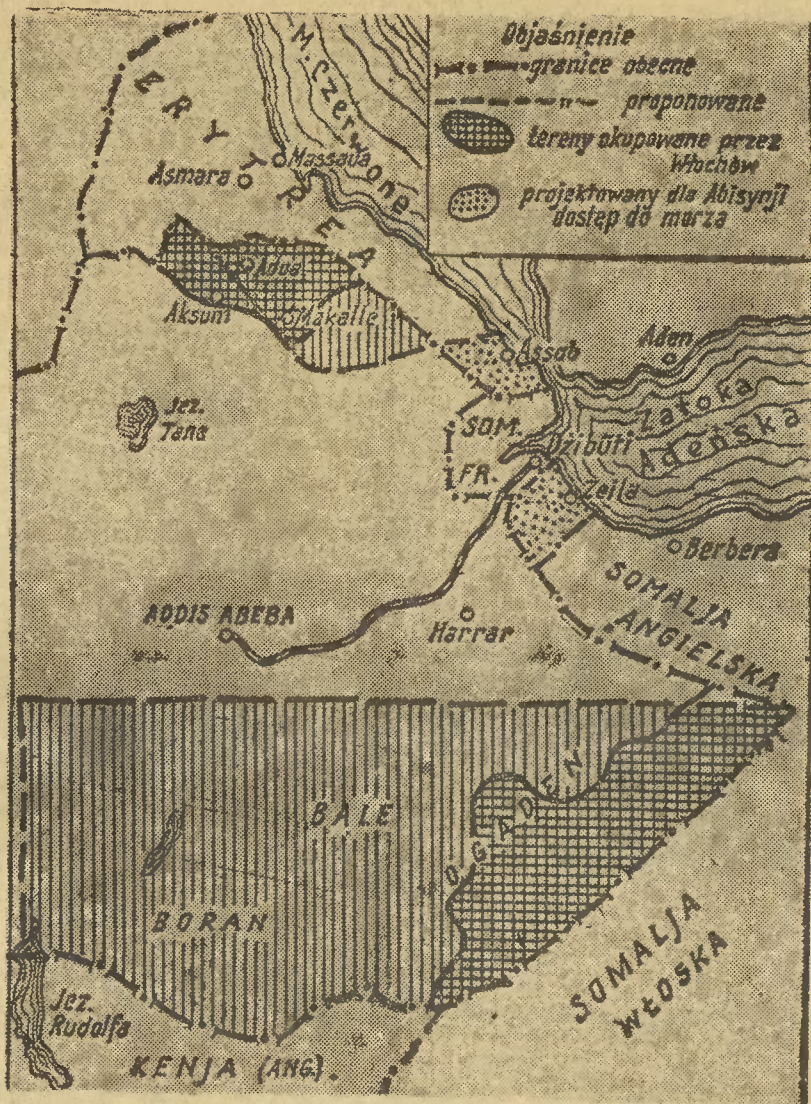 Objaśnienie
granice obecne
proponowane
tereny okupowane przez
Włochów
projektowany dla Abisynji
dostęp do morza
M. Czerwone
ERYTREA
Massaua
Asmara
Adua
Aksum
Makalle
Assab
Aden
Zatoka
Adeńska
Jez.
Tana
SOM.
FR.
Dżibuti
Zeila
Berbera
SOMALJA
ANGIELSKA
ADDIS ABEBA
Harrar
OGADEN
BALE
BORAN
SOMALJA
WŁOSKA
Jez.
Rudolfa
KENJA (ANG).